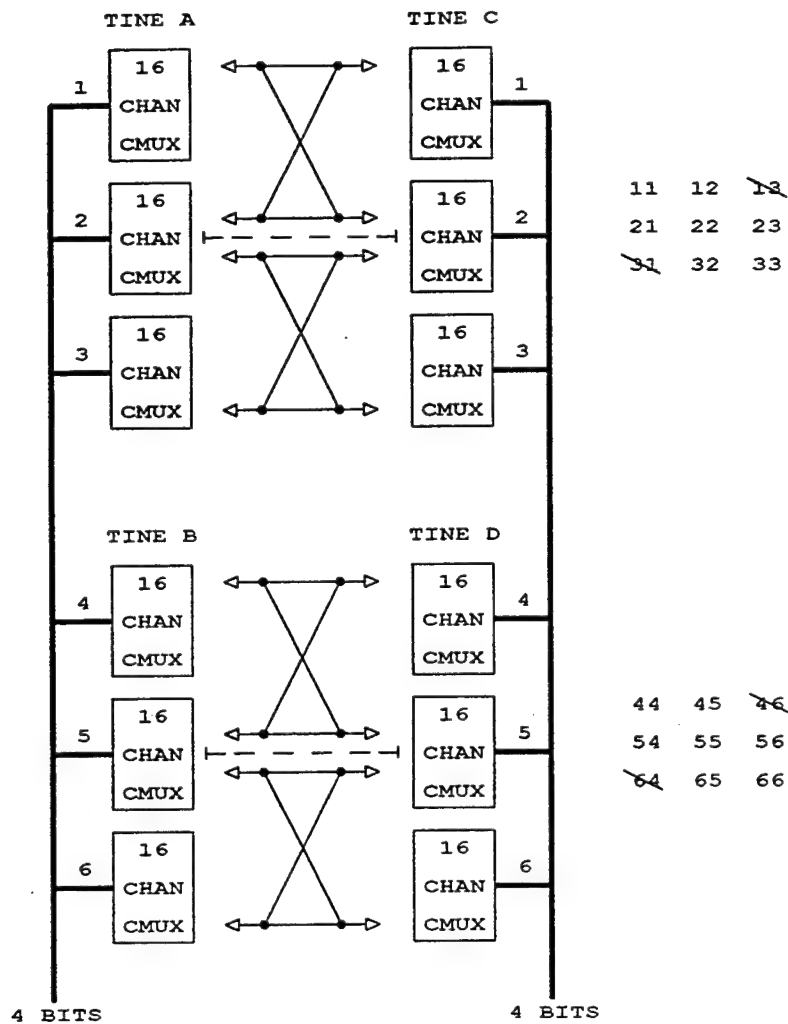 TINE A
TINE C
16
CHAN
CMUX
1
16
CHAN
CMUX
1
16
CHAN
CMUX
2
16
CHAN
CMUX
2
16
CHAN
CMUX
3
16
CHAN
CMUX
3
11 12 13
21 22 23
31 32 33
TINE B
TINE D
16
CHAN
CMUX
4
16
CHAN
CMUX
4
16
CHAN
CMUX
5
16
CHAN
CMUX
5
16
CHAN
CMUX
6
16
CHAN
CMUX
6
44 45 46
54 55 56
64 65 66
4 BITS
4 BITS